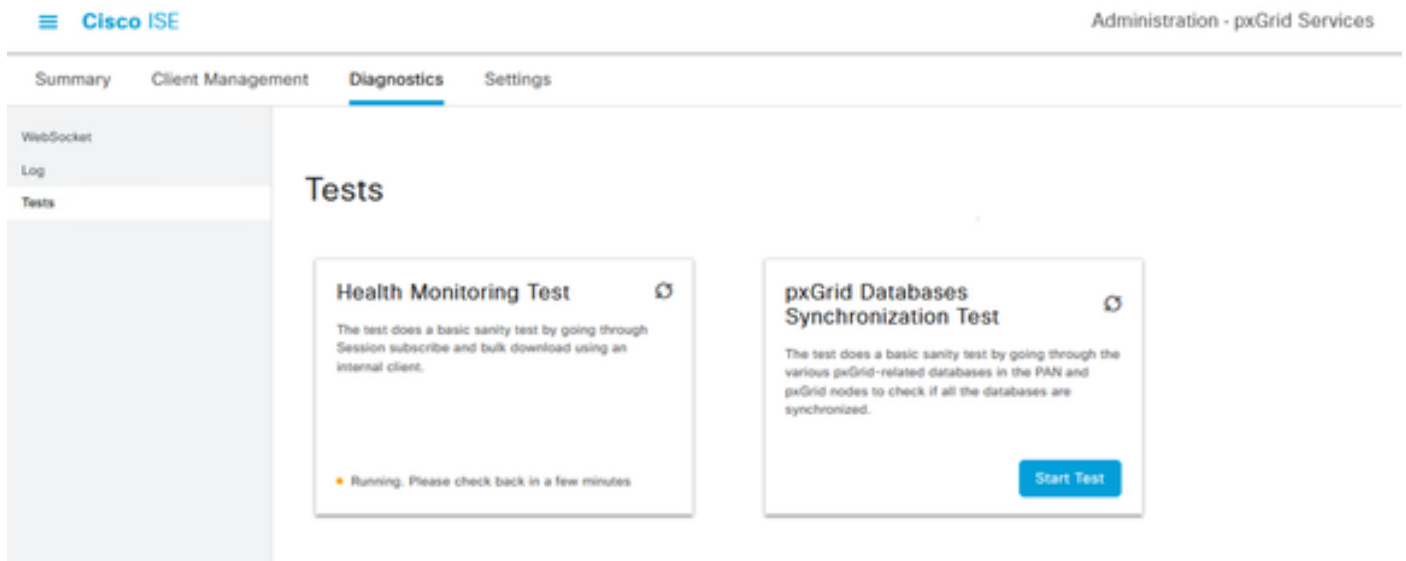 Cisco ISE
Administration - pxGrid Services
Summary
Client Management
Diagnostics
Settings
WebSocket
Log
Tests
Tests
Health Monitoring Test
The test does a basic sanity test by going through
Session subscribe and bulk download using an
internal client.
Running. Please check back in a few minutes
pxGrid Databases
Synchronization Test
The test does a basic sanity test by going through the
various pxGrid-related databases in the PAN and
pxGrid nodes to check if all the databases are
synchronized.
Start Test